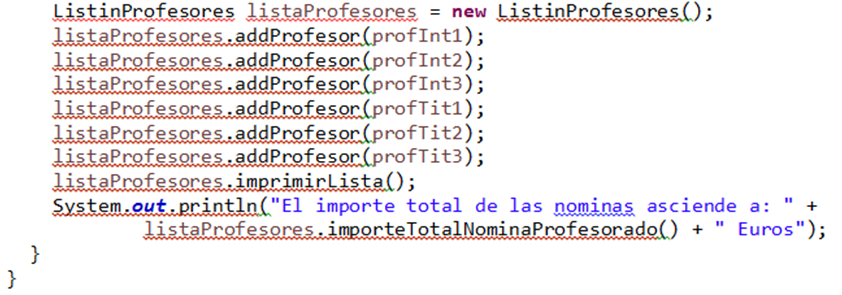 ListinProfesores listaProfesores = new ListinProfesores();
listaProfesores.addProfesor(profInt1);
listaProfesores.addProfesor(profInt2);
listaProfesores.addProfesor(profInt3);
listaProfesores.addProfesor(profTit1);
listaProfesores.addProfesor(profTit2);
listaProfesores.addProfesor(profTit3);
listaProfesores.imprimirLista();
System.out.println("El importe total de las nominas asciende a: " +
listaProfesores.importeTotalNominaProfesorado() + " Euros");
}
}